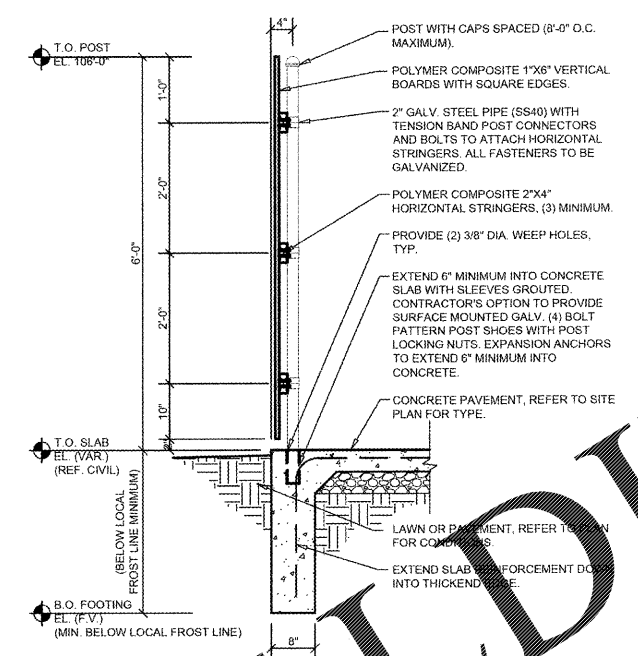 4"
POST WITH CAPS SPACED (8'-0" O.C.
MAXIMUM).
T.O. POST
EL. 106'-0"
POLYMER COMPOSITE 1"X6" VERTICAL
BOARDS WITH SQUARE EDGES.
1'-0"
2" GALV. STEEL PIPE (SS40) WITH
TENSION BAND POST CONNECTORS
AND BOLTS TO ATTACH HORIZONTAL
STRINGERS. ALL FASTENERS TO BE
GALVANIZED.
2'-0"
POLYMER COMPOSITE 2"X4"
HORIZONTAL STRINGERS, (3) MINIMUM.
6'-0"
PROVIDE (2) 3/8" DIA. WEEP HOLES,
TYP.
2'-0"
EXTEND 6" MINIMUM INTO CONCRETE
SLAB WITH SLEEVES GROUTED.
CONTRACTOR'S OPTION TO PROVIDE
SURFACE MOUNTED GALV. (4) BOLT
PATTERN POST SHOES WITH POST
LOCKING NUTS. EXPANSION ANCHORS
TO EXTEND 6" MINIMUM INTO
CONCRETE.
10"
CONCRETE PAVEMENT, REFER TO SITE
PLAN FOR TYPE.
2"
T.O. SLAB
EL. (VAR.)
(REF. CIVIL)
(BELOW LOCAL
FROST LINE MINIMUM)
LAWN OR PAVEMENT, REFER TO PLAN
FOR CONDITIONS.
EXTEND SLAB REINFORCEMENT DOWN
INTO THICKEND EDGE.
B.O. FOOTING
EL. (F.V.)
(MIN. BELOW LOCAL FROST LINE)
8"